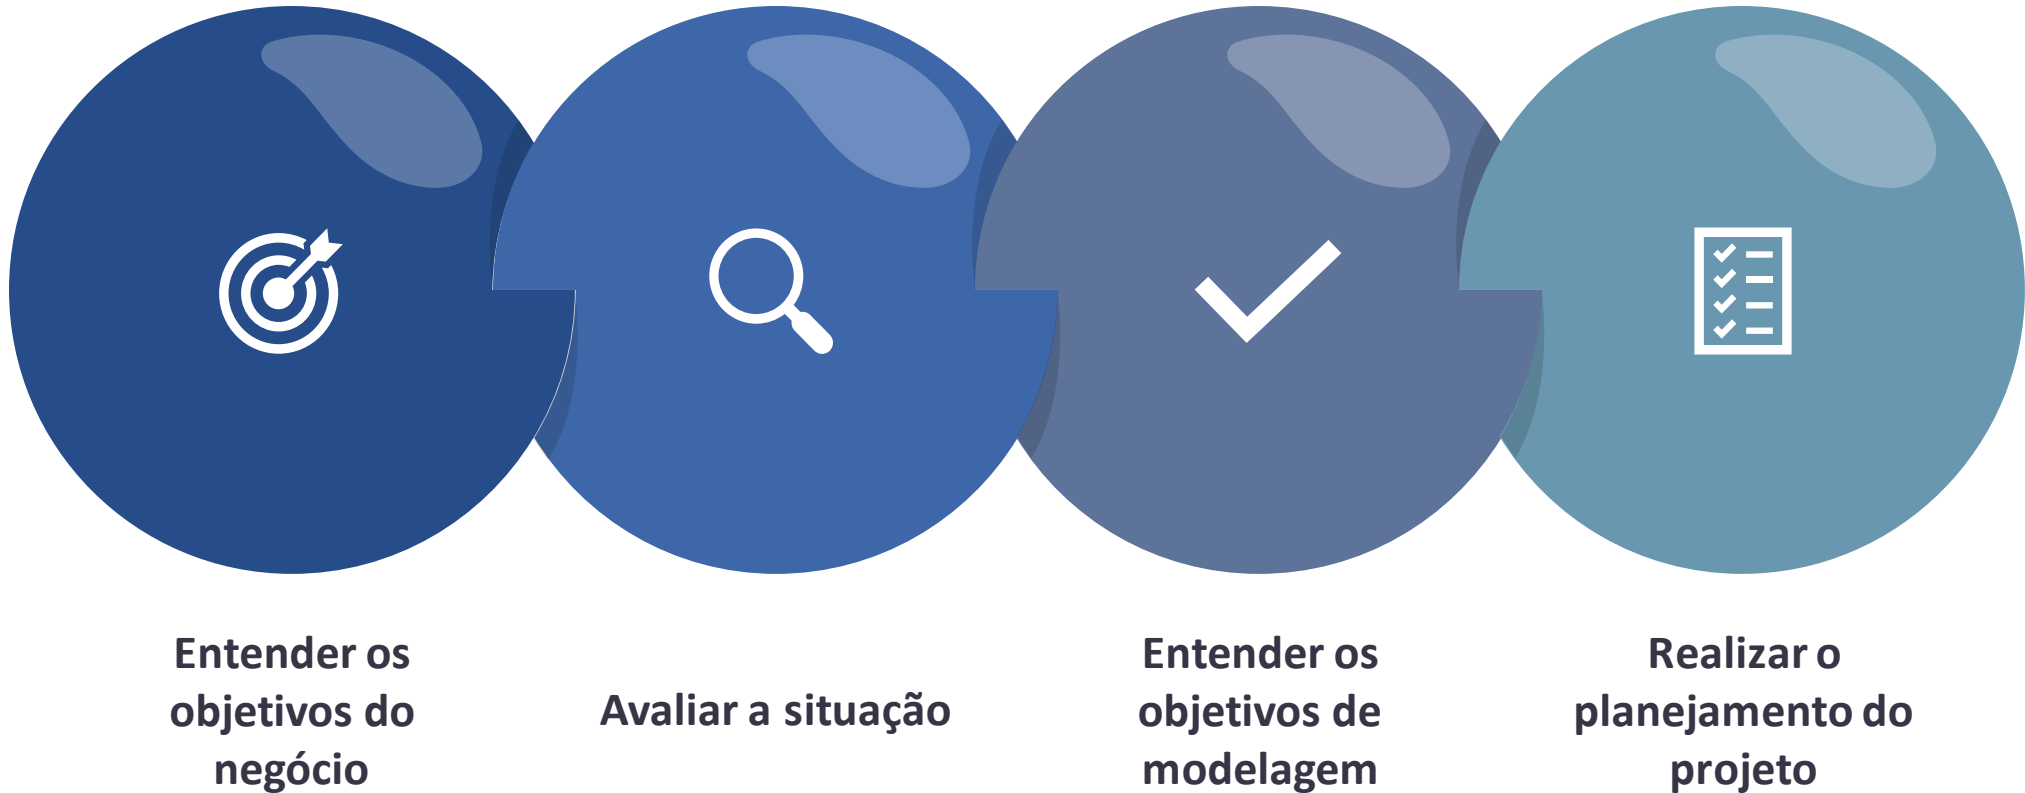 Entender os
objetivos do
negócio
Avaliar a situação
Entender os
objetivos de
modelagem
Realizar o
planejamento do
projeto